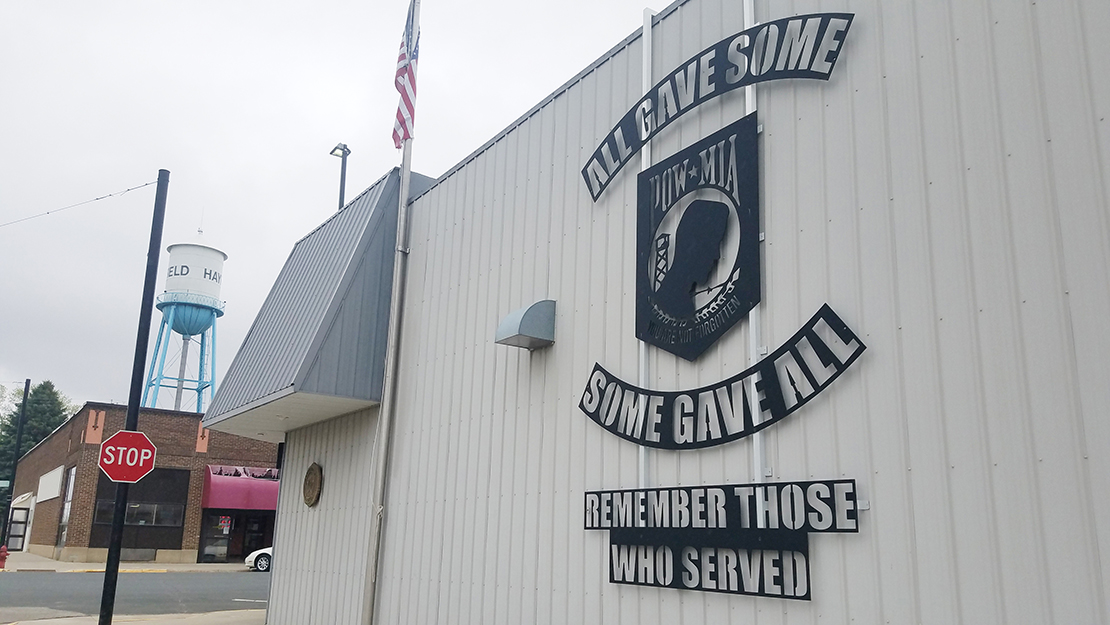 ELD HA
STOP
ALL GAVE SOME
POW★MIA
YOU ARE NOT FORGOTTEN
SOME GAVE ALL
REMEMBER THOSE
WHO SERVED